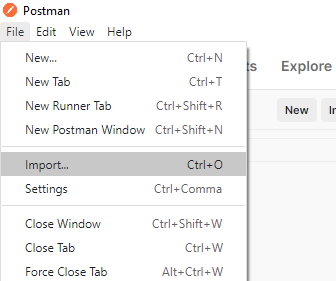 Postman
File Edit View Help
New... Ctrl+N
ts Explore
New Tab Ctrl+T
New Runner Tab Ctrl+Shift+R
New In
New Postman Window Ctrl+Shift+N
Import... Ctrl+O
Settings Ctrl+Comma
Close Window Ctrl+Shift+W
Close Tab Ctrl+W
Force Close Tab Alt+Ctrl+W